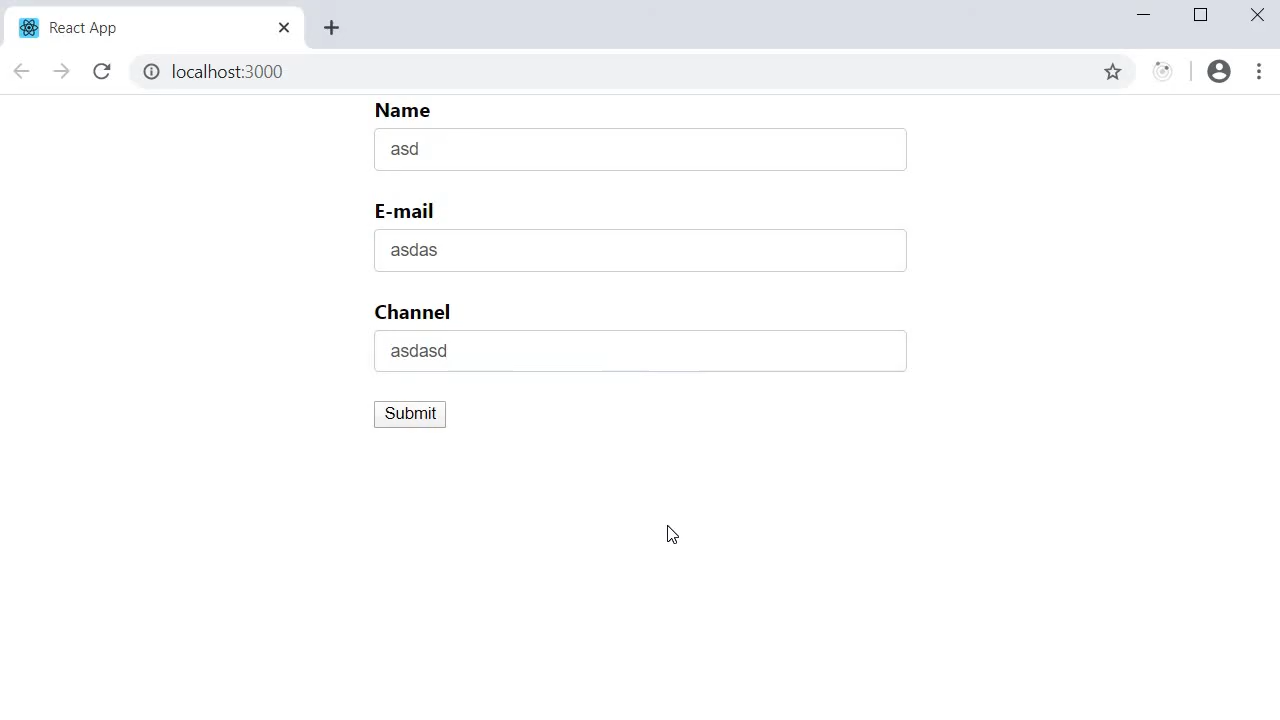 React App
localhost:3000
Name
asd
E-mail
asdas
Channel
asdasd
Submit